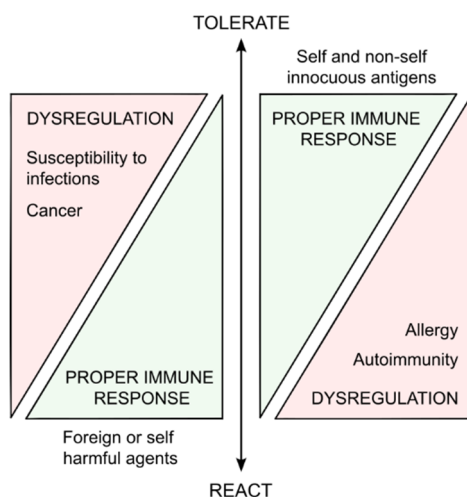 TOLERATE
Self and non-self
innocuous antigens
DYSREGULATION
Susceptibility to
infections
Cancer
PROPER IMMUNE
RESPONSE
PROPER IMMUNE
RESPONSE
Allergy
Autoimmunity
DYSREGULATION
Foreign or self
harmful agents
REACT